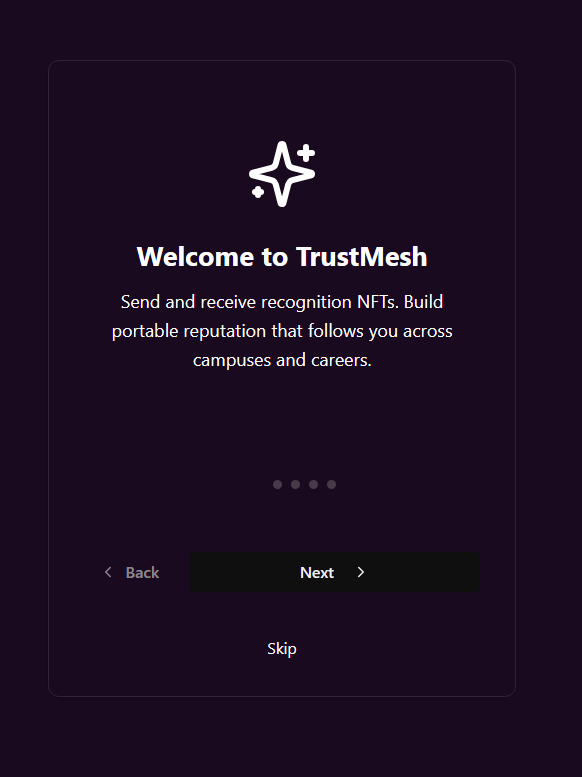 Welcome to TrustMesh
Send and receive recognition NFTs. Build
portable reputation that follows you across
campuses and careers.
Back
Next
Skip